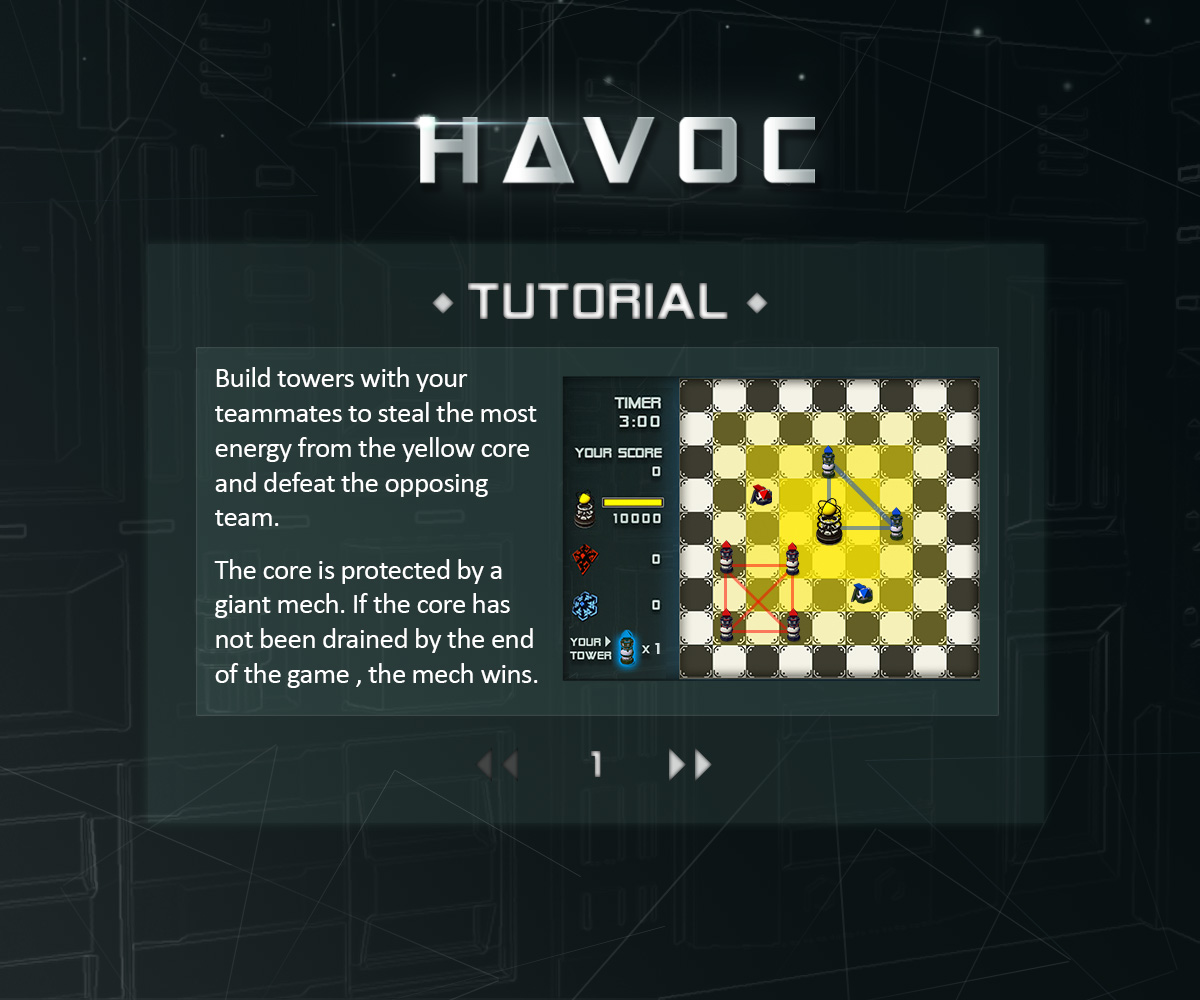 HAVOC
TUTORIAL
Build towers with your
teammates to steal the most
energy from the yellow core
and defeat the opposing
team.
The core is protected by a
giant mech. If the core has
not been drained by the end
of the game , the mech wins.
TIMER
3:00
YOUR SCORE
0
10000
0
0
YOUR
TOWER
x 1
1